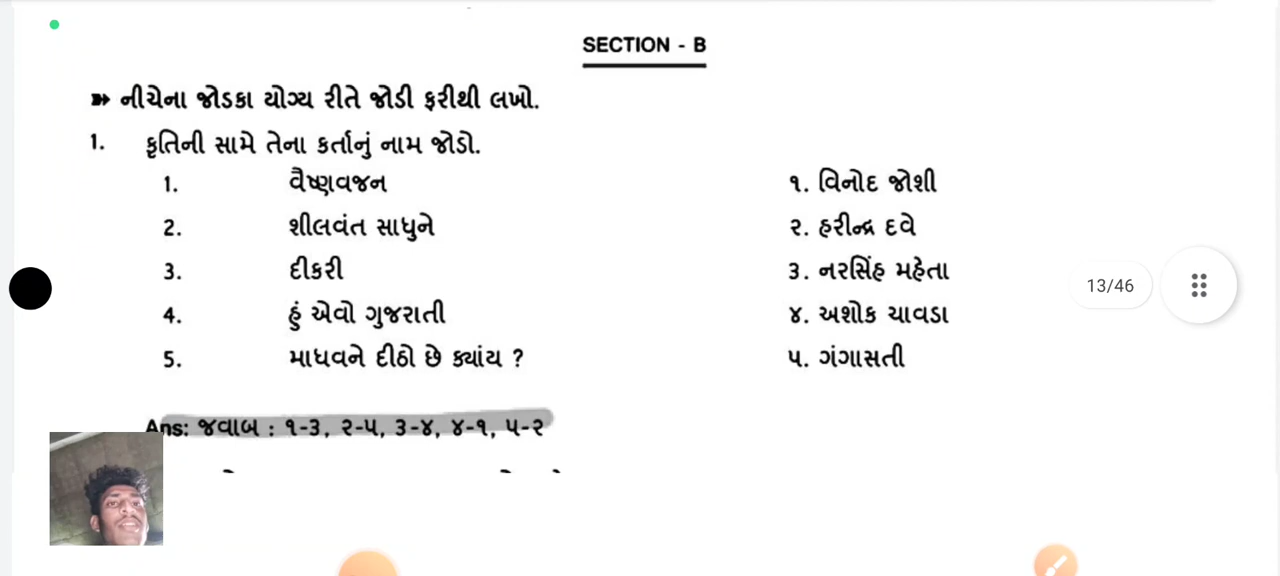 SECTION - B
➽ નીચેના જોડકા યોગ્ય રીતે જોડી ફરીથી લખો.
1. કૃતિની સામે તેના કર્તાનું નામ જોડો.
1. વૈષ્ણવજન ૧. વિનોદ જોશી
2. શીલવંત સાધુને ૨. હરીન્દ્ર દવે
3. દીકરી ૩. નરસિંહ મહેતા
4. હું એવો ગુજરાતી ૪. અશોક ચાવડા
5. માધવને દીઠો છે ક્યાંય ? ૫. ગંગાસતી
13/46
Ans: જવાબ : ૧-૩, ૨-૫, ૩-૪, ૪-૧, ૫-૨